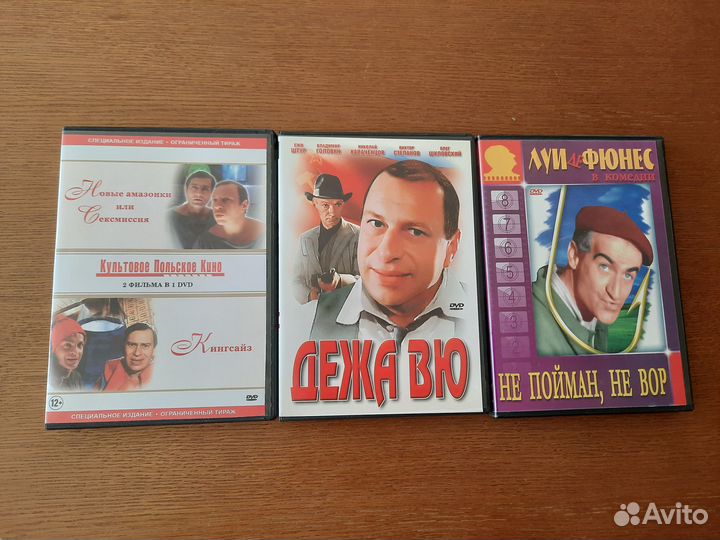 СПЕЦИАЛЬНОЕ ИЗДАНИЕ • ОГРАНИЧЕННЫЙ ТИРАЖ
Новые амазонки
или
Сексмиссия
Культовое Польское Кино
2 ФИЛЬМА В 1 DVD
Кингсайз
12+
DVD
СПЕЦИАЛЬНОЕ ИЗДАНИЕ • ОГРАНИЧЕННЫЙ ТИРАЖ
ЕЖИ ШТУР
ВЛАДИМИР ГОЛОВИН
НИКОЛАЙ КАРАЧЕНЦОВ
ВИКТОР СТЕПАНОВ
ОЛЕГ ШКЛОВСКИЙ
DVD
ДЕЖА ВЮ
ЛУИ де ФЮНЕС
в комедии
DVD
8
7
6
5
4
3
НЕ ПОЙМАН, НЕ ВОР
Avito